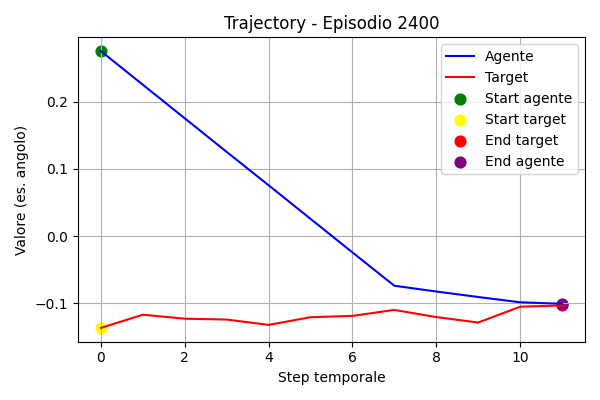 Trajectory - Episodio 2400
Agente
Target
Start agente
Start target
End target
End agente
Valore (es. angolo)
0.2
0.1
0.0
−0.1
0 2 4 6 8 10
Step temporale